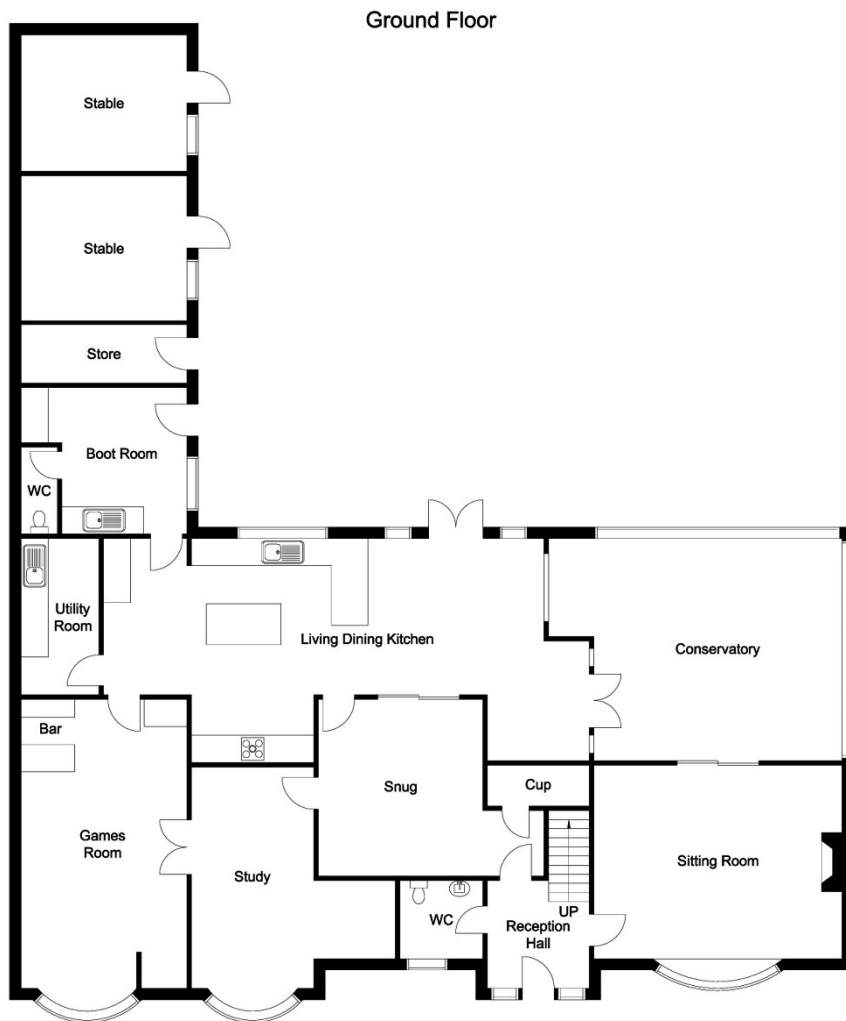 Ground Floor
Stable
Stable
Store
Boot Room
WC
Utility
Room
Living Dining Kitchen
Conservatory
Bar
Snug
Cup
Games
Room
Study
Sitting Room
WC
UP
Reception
Hall